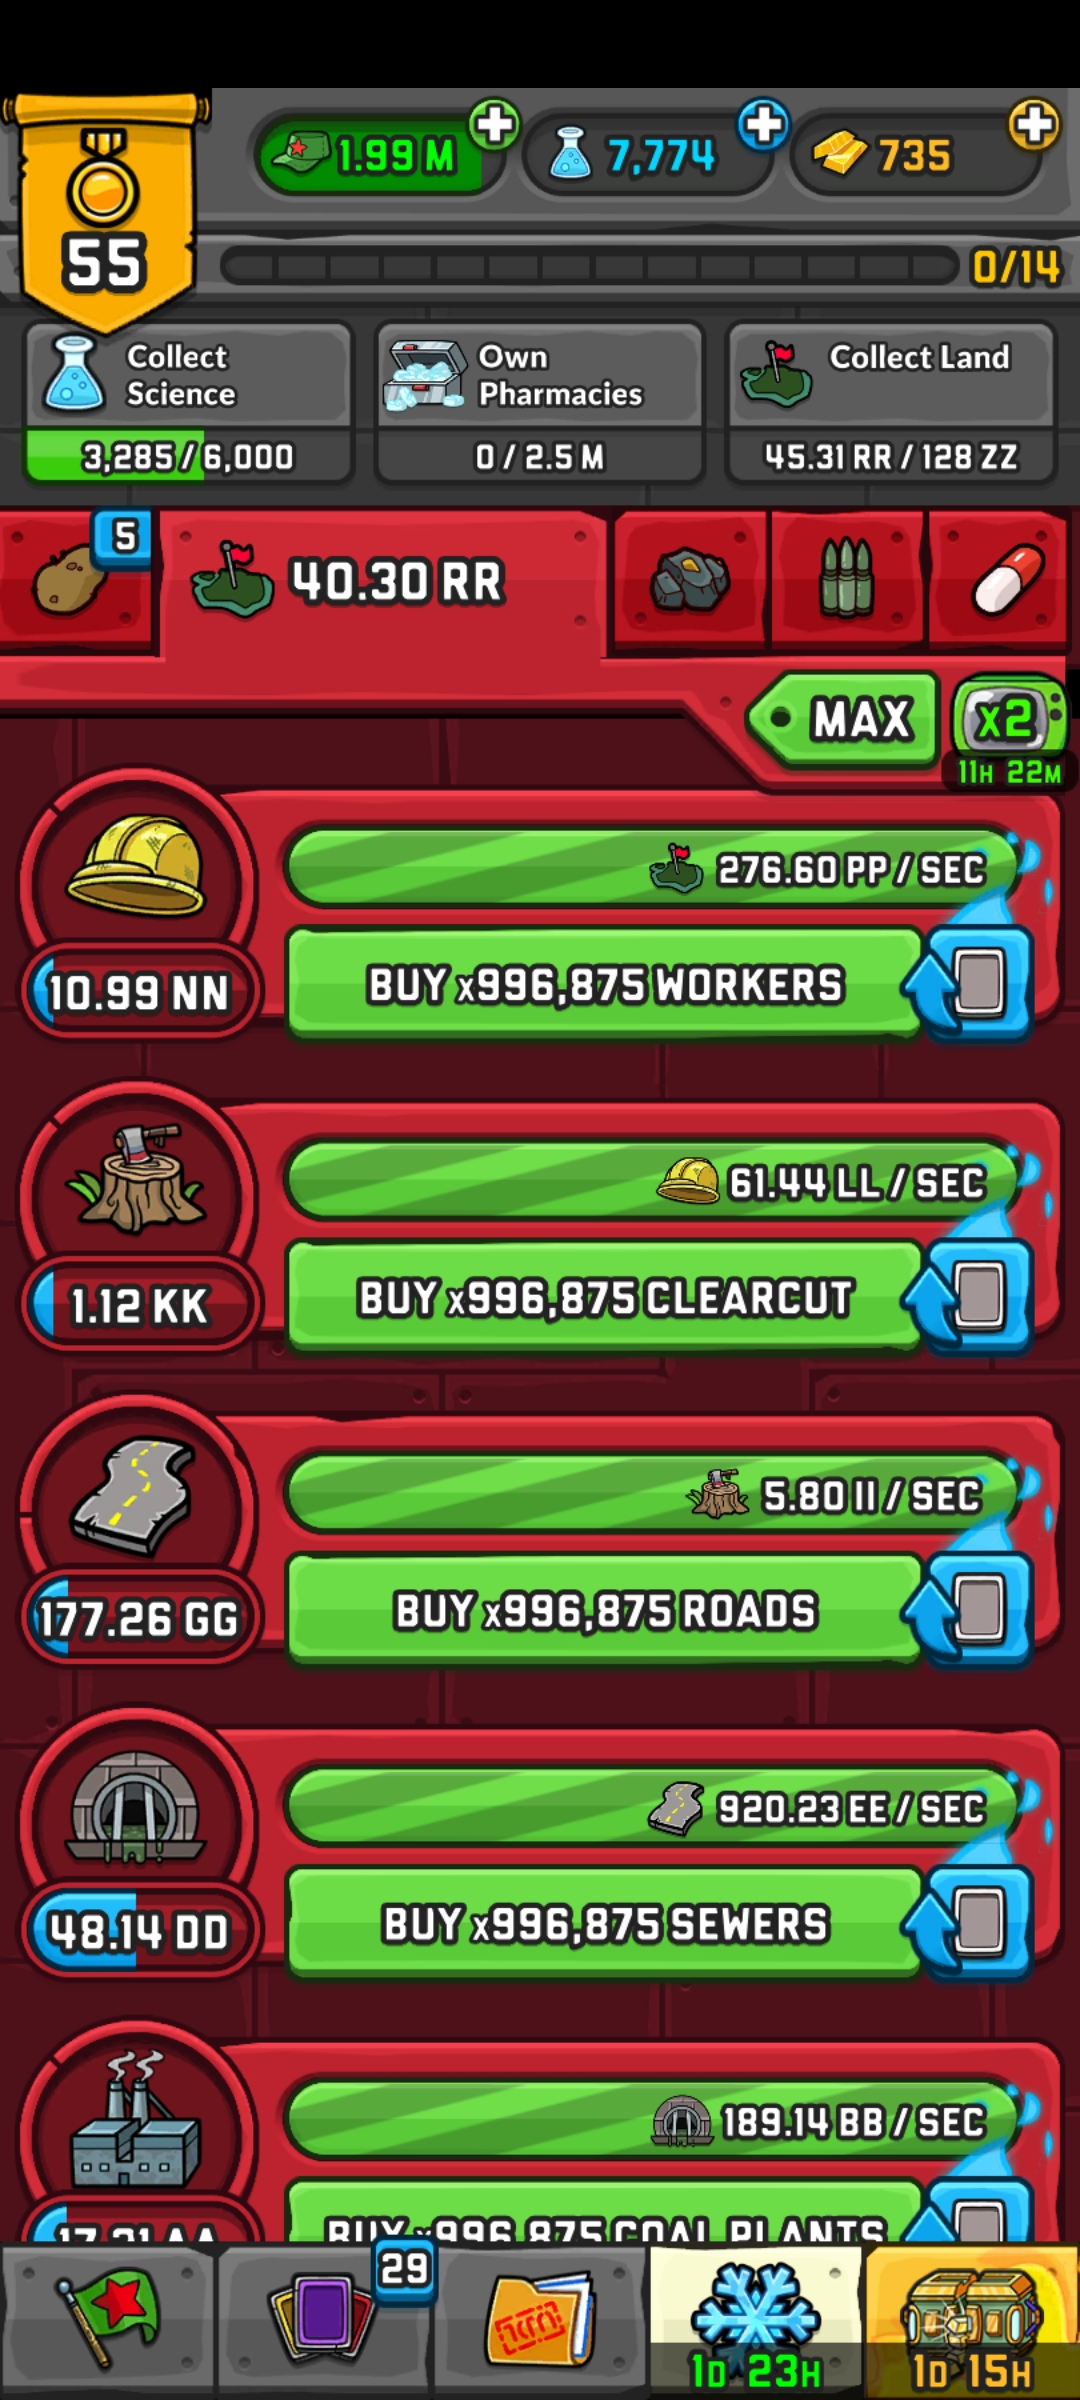 1.99 M
7,774
735
55
0/14
Collect
Science
3,285/6,000
Own
Pharmacies
0/2.5 M
Collect Land
45.31 RR/128 ZZ
5
40.30 RR
MAX
x2
11H 22M
276.60 PP/SEC
10.99 NN
BUY x996,875 WORKERS
61.44 LL/SEC
1.12 KK
BUY x996,875 CLEARCUT
5.80 II/SEC
177.26 GG
BUY x996,875 ROADS
920.23 EE/SEC
48.14 DD
BUY x996,875 SEWERS
189.14 BB/SEC
17.21 AA
BUY x996,875 COAL PLANTS
29
1D 23H
1D 15H